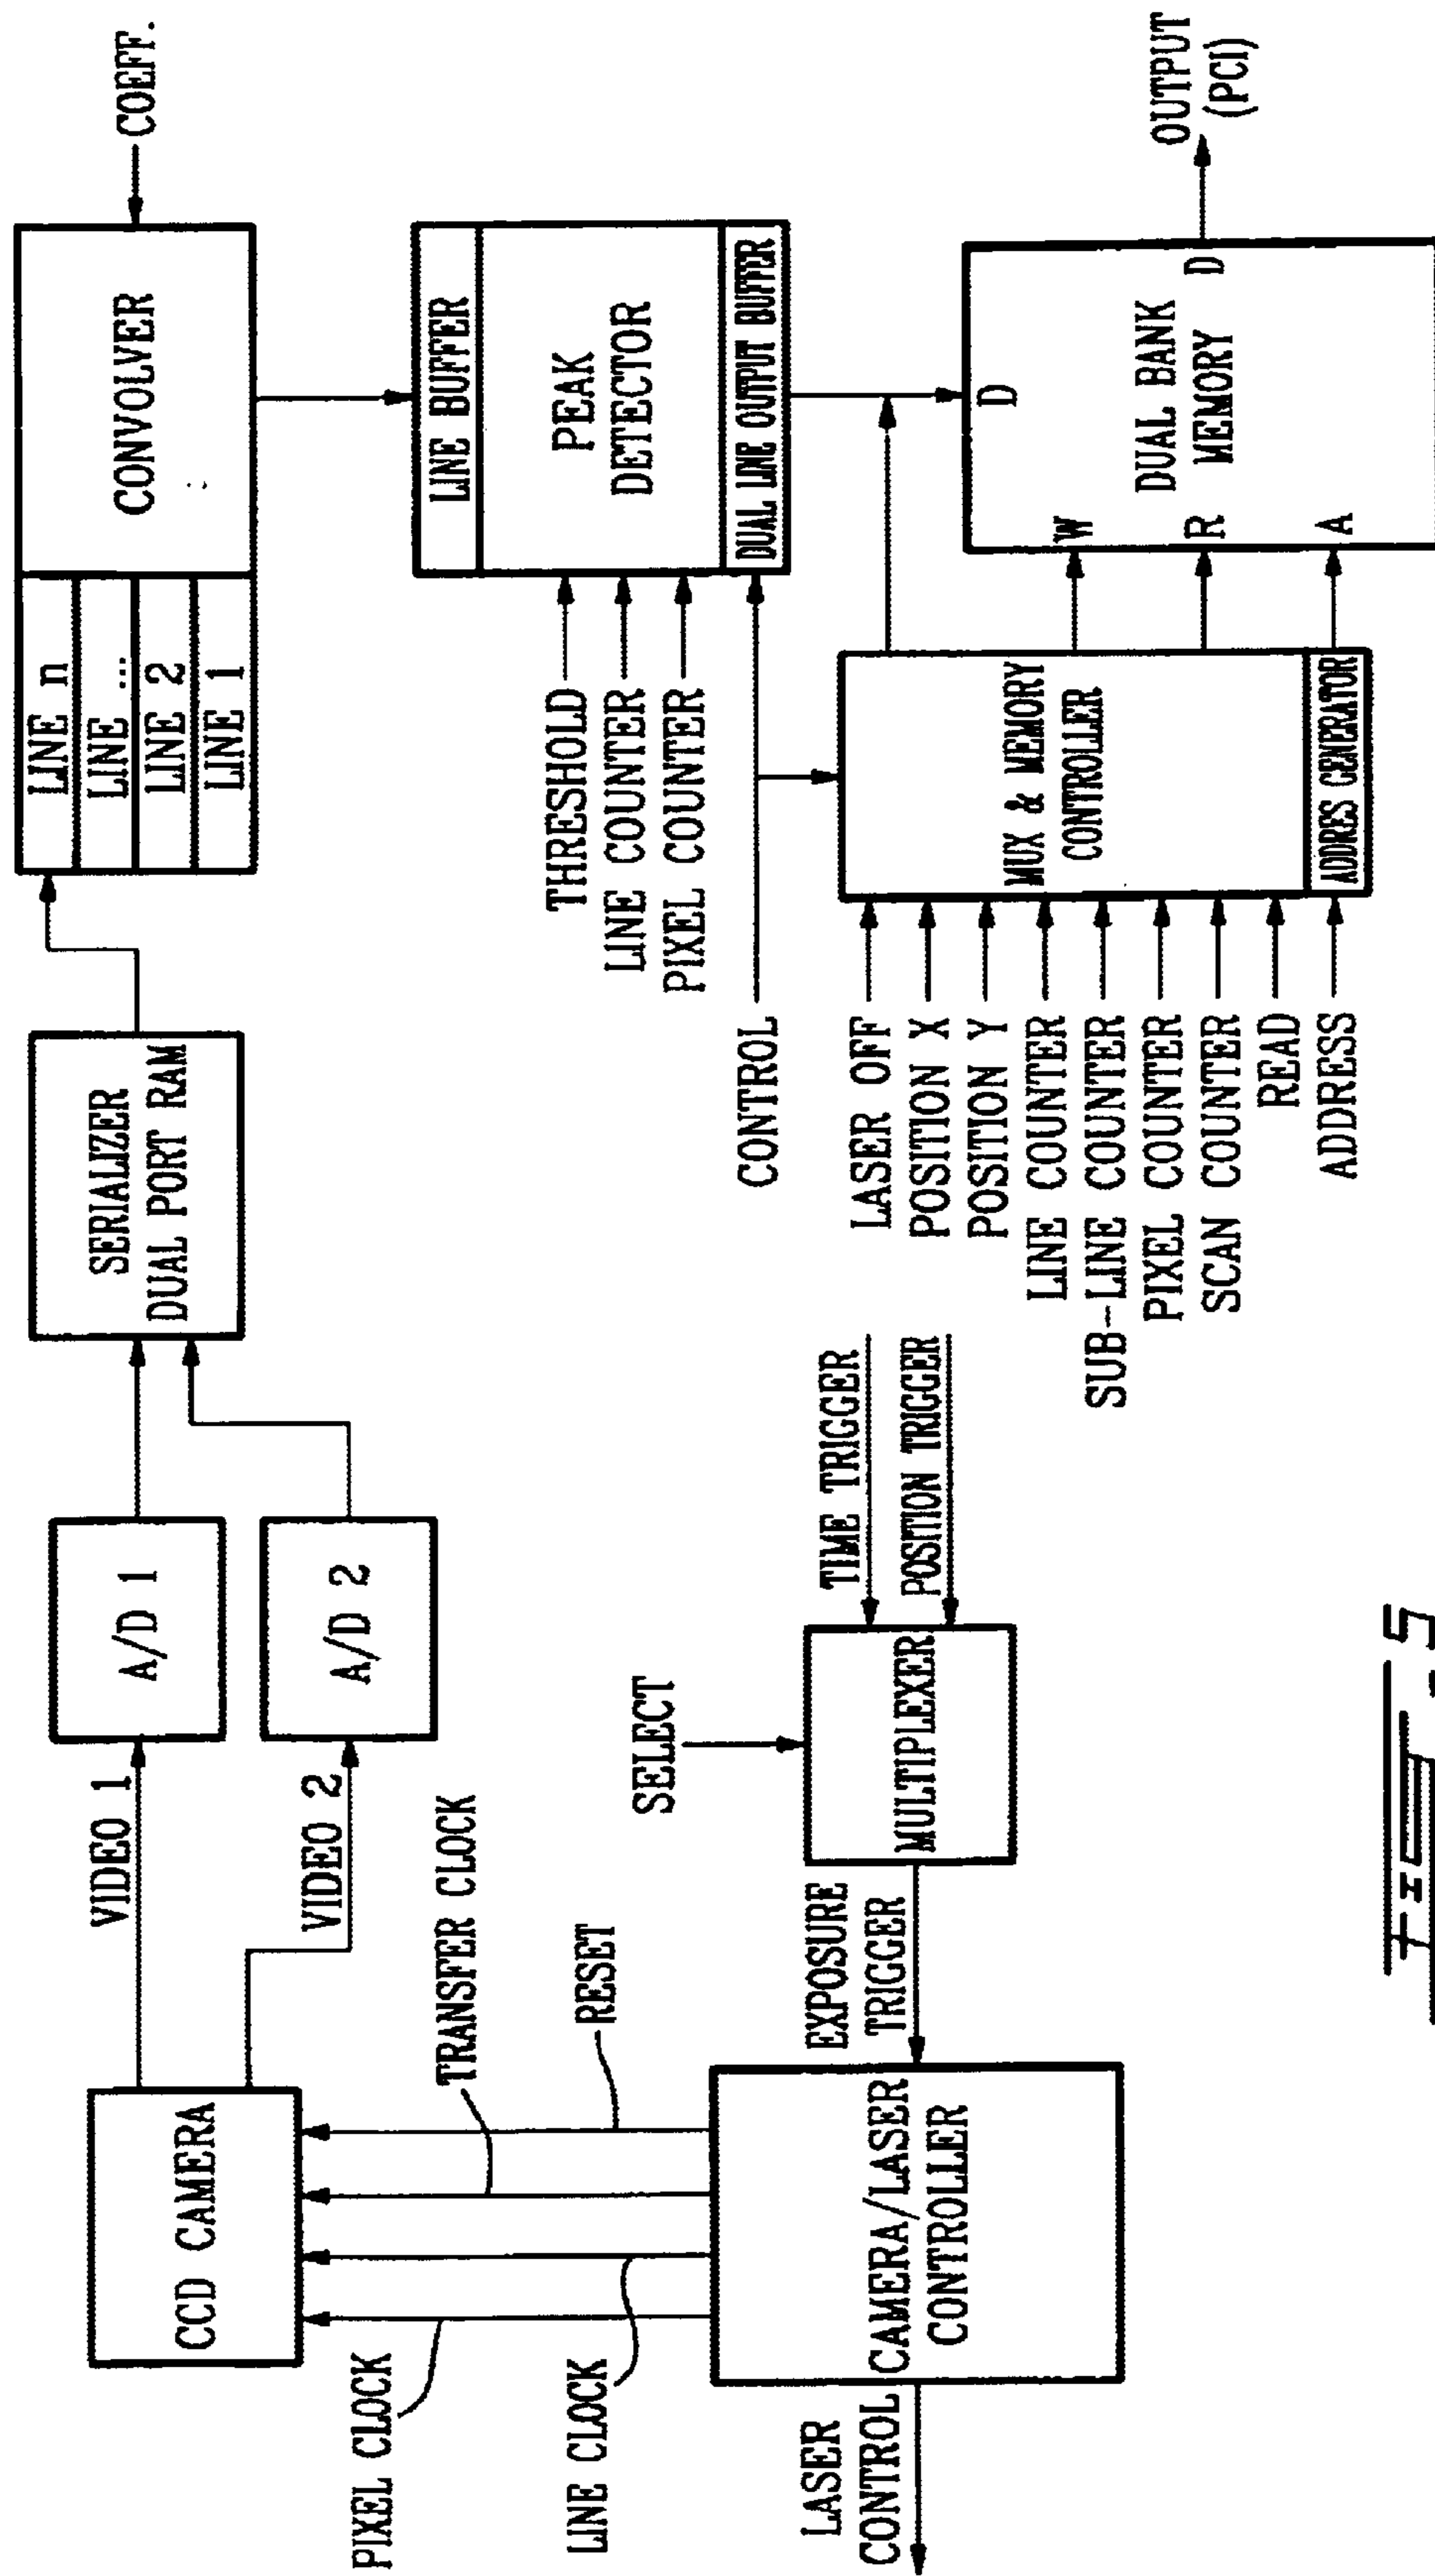 CCD CAMERA
VIDEO 1
VIDEO 2
A/D 1
A/D 2
SERIALIZER
DUAL PORT RAM
LINE n
LINE ...
LINE 2
LINE 1
CONVOLVER
COEFF.
PIXEL CLOCK
LINE CLOCK
TRANSFER CLOCK
RESET
LASER
CONTROL
CAMERA/LASER
CONTROLLER
EXPOSURE
TRIGGER
SELECT
MULTIPLEXER
TIME TRIGGER
POSITION TRIGGER
THRESHOLD
LINE COUNTER
PIXEL COUNTER
LINE BUFFER
PEAK
DETECTOR
DUAL LINE OUTPUT BUFFER
CONTROL
LASER OFF
POSITION X
POSITION Y
LINE COUNTER
SUB-LINE COUNTER
PIXEL COUNTER
SCAN COUNTER
READ
ADDRESS
MUX & MEMORY
CONTROLLER
ADDRES GENERATOR
D
W
R
A
DUAL BANK
MEMORY
D
OUTPUT
(PCI)